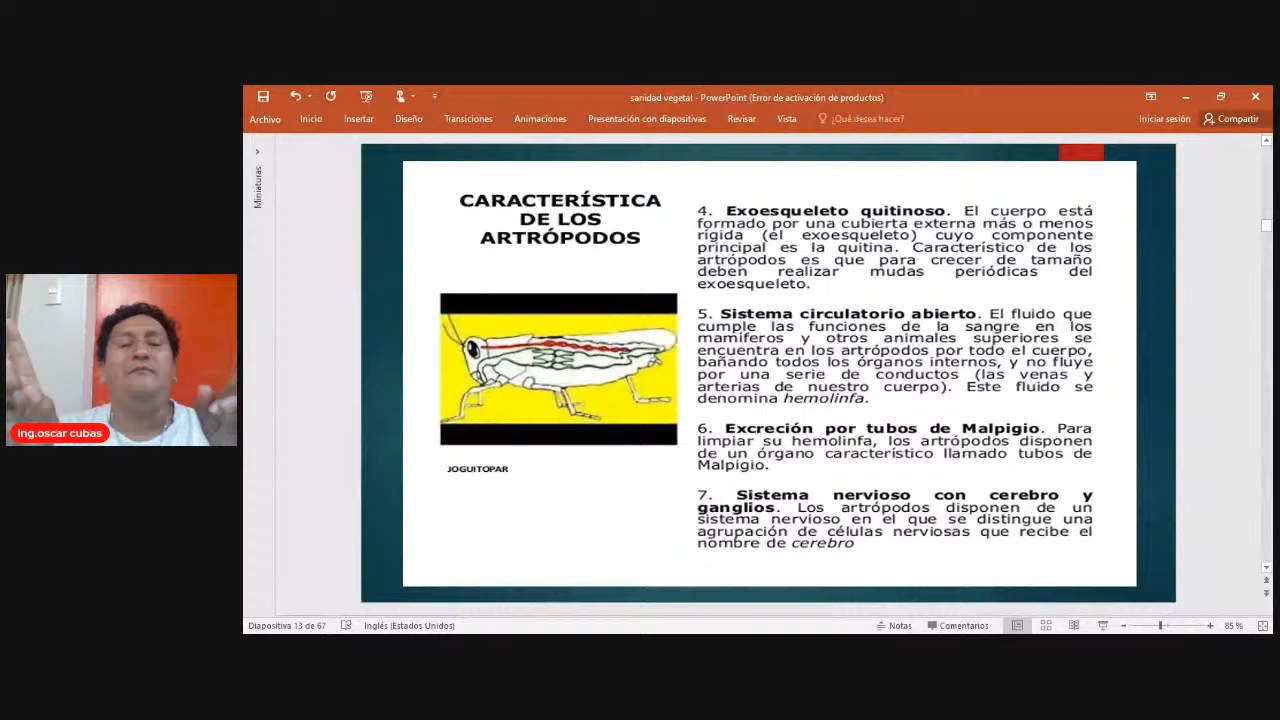 sanidad vegetal - PowerPoint (Error de activación de productos)
Archivo Inicio Insertar Diseño Transiciones Animaciones Presentación con diapositivas Revisar Vista ¿Qué desea hacer? Iniciar sesión Compartir
Miniaturas
CARACTERÍSTICA
DE LOS
ARTRÓPODOS
JOGUITOPAR
4. Exoesqueleto quitinoso. El cuerpo está
formado por una cubierta externa más o menos
rígida (el exoesqueleto) cuyo componente
principal es la quitina. Característico de los
artrópodos es que para crecer de tamaño
deben realizar mudas periódicas del
exoesqueleto.
5. Sistema circulatorio abierto. El fluido que
cumple las funciones de la sangre en los
mamíferos y otros animales superiores se
encuentra en los artrópodos por todo el cuerpo,
bañando todos los órganos internos, y no fluye
por una serie de conductos (las venas y
arterias de nuestro cuerpo). Este fluido se
denomina hemolinfa.
6. Excreción por tubos de Malpigio. Para
limpiar su hemolinfa, los artrópodos disponen
de un órgano característico llamado tubos de
Malpigio.
7. Sistema nervioso con cerebro y
ganglios. Los artrópodos disponen de un
sistema nervioso en el que se distingue una
agrupación de células nerviosas que recibe el
nombre de cerebro
ing.oscar cubas
Diapositiva 13 de 67 Inglés (Estados Unidos) Notas Comentarios 85 %